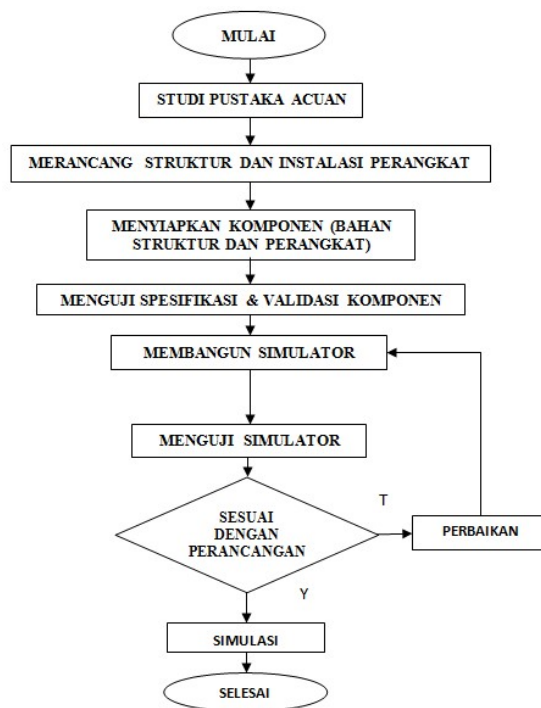 MULAI
STUDI PUSTAKA ACUAN
MERANCANG STRUKTUR DAN INSTALASI PERANGKAT
MENYIAPKAN KOMPONEN (BAHAN
STRUKTUR DAN PERANGKAT)
MENGUJI SPESIFIKASI & VALIDASI KOMPONEN
MEMBANGUN SIMULATOR
MENGUJI SIMULATOR
SESUAI
DENGAN
PERANCANGAN
T
PERBAIKAN
Y
SIMULASI
SELESAI